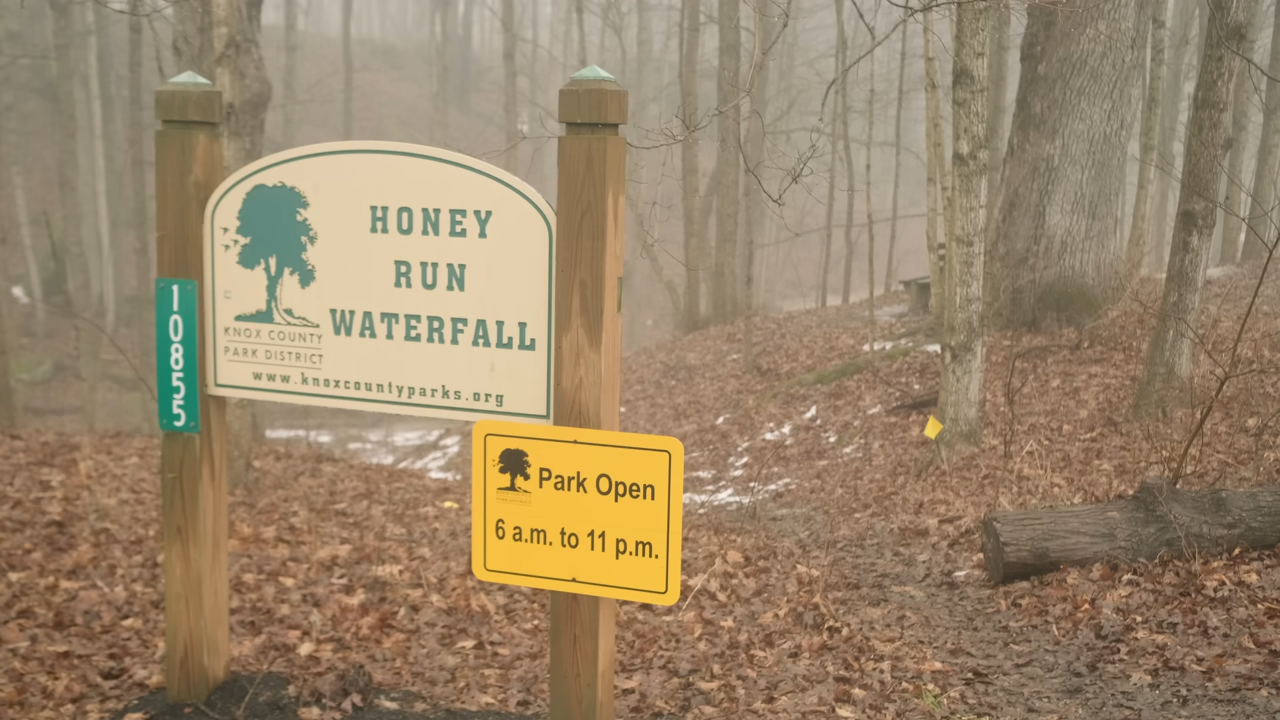 HONEY
RUN
WATERFALL
KNOX COUNTY
PARK DISTRICT
www.knoxcountyparks.org
10855
Park Open
6 a.m. to 11 p.m.